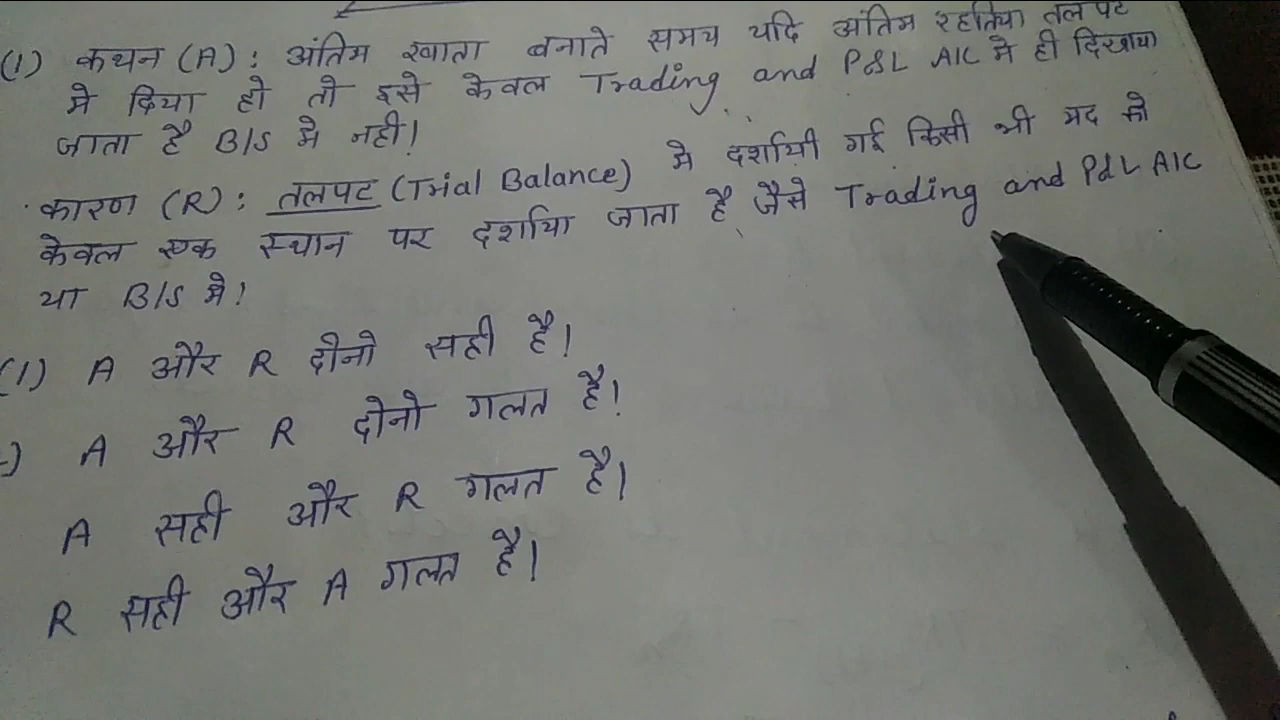 (1) कथन (A) : अंतिम खाता बनाते समय यदि अंतिम रहतिया तलपट
मे दिया हो तो इसे केवल Trading and P&L A/C मे ही दिखाया
जाता है B/S मे नही।
कारण (R) : तलपट (Trial Balance) मे दर्शायी गई किसी भी मद को
केवल एक स्थान पर दर्शाया जाता है, जैसे Trading and P&L A/C
या B/S मे।
(1) A और R दोनो सही है।
A और R दोनो गलत है।
A सही और R गलत है।
R सही और A गलत है।